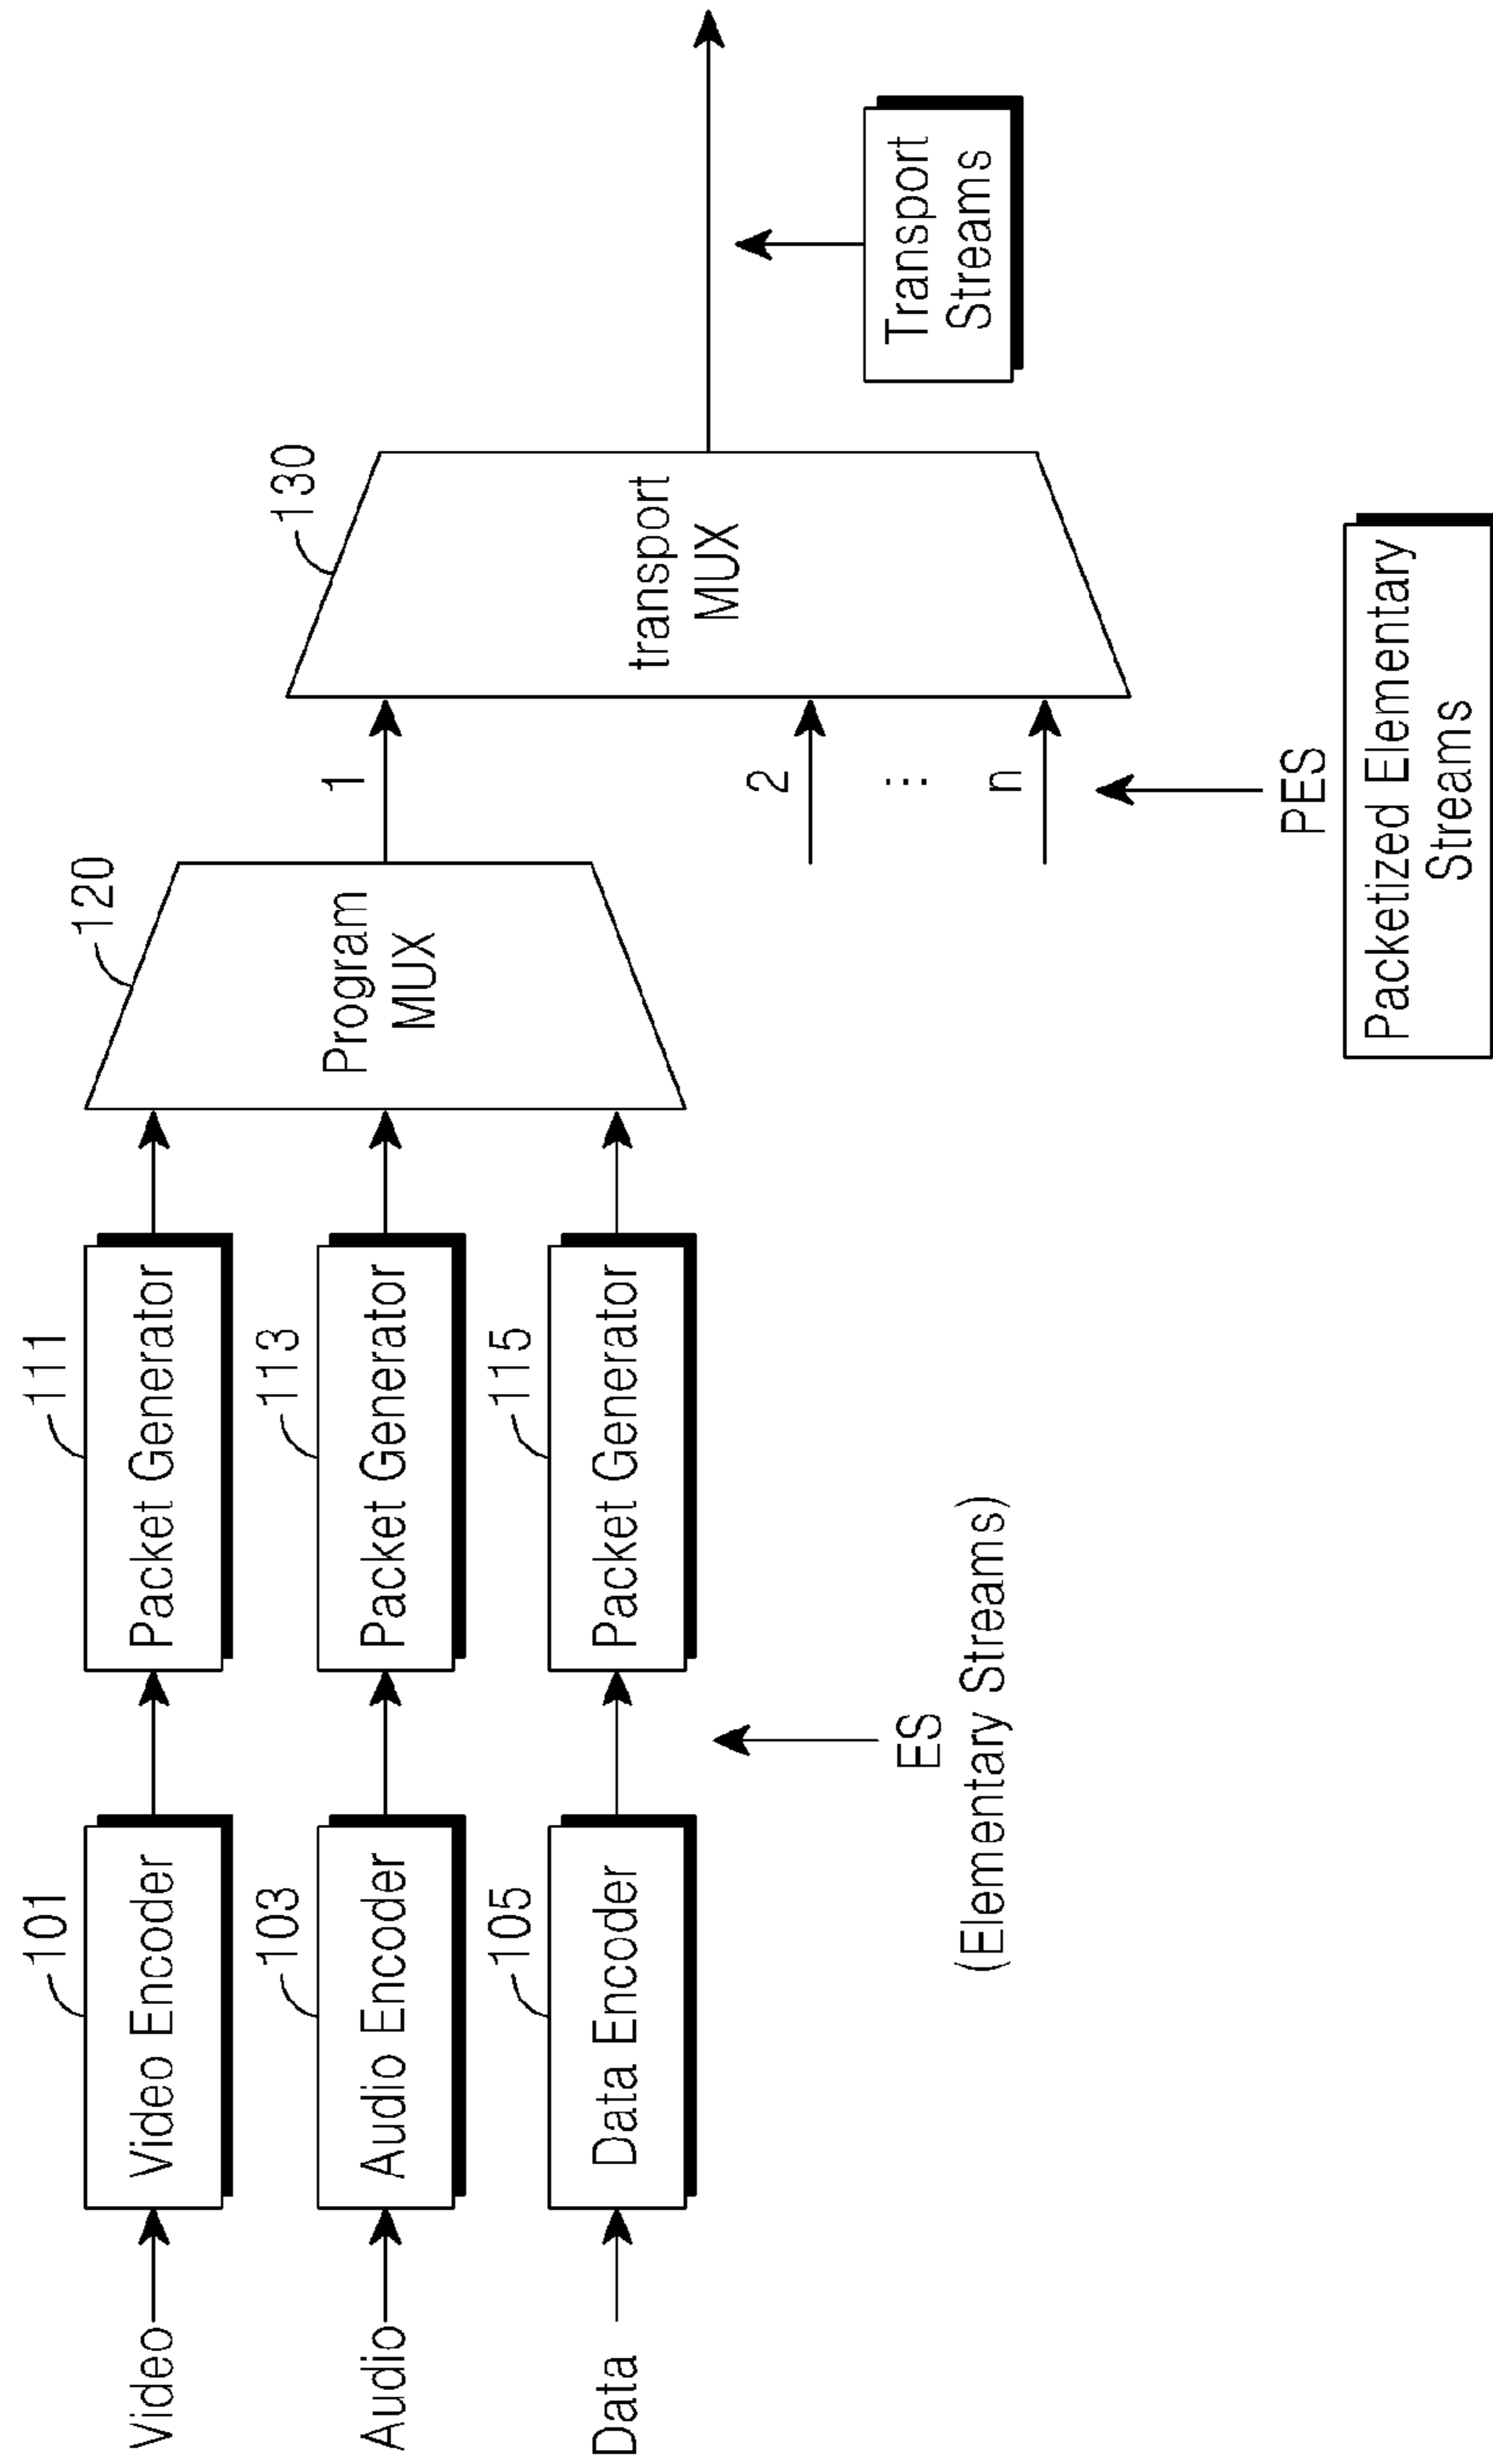 Video
101
Video Encoder
111
Packet Generator
Audio
103
Audio Encoder
113
Packet Generator
Data
105
Data Encoder
115
Packet Generator
120
Program
MUX
1
2
⋮
n
130
transport
MUX
Transport
Streams
ES
(Elementary Streams)
PES
Packetized Elementary
Streams